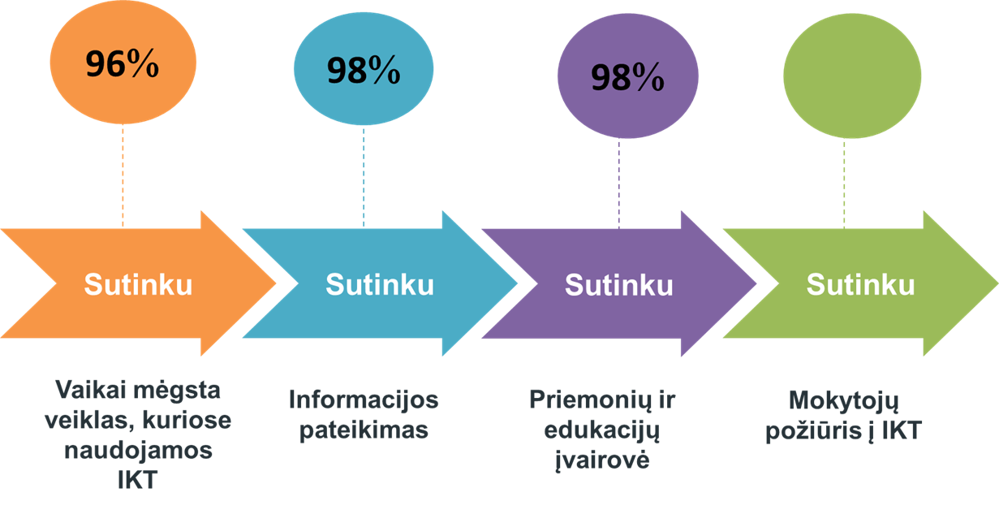 96%
98%
98%
Sutinku
Sutinku
Sutinku
Sutinku
Vaikai mėgsta
veiklas, kuriose
naudojamos
IKT
Informacijos
pateikimas
Priemonių ir
edukacijų
įvairovė
Mokytojų
požiūris į IKT